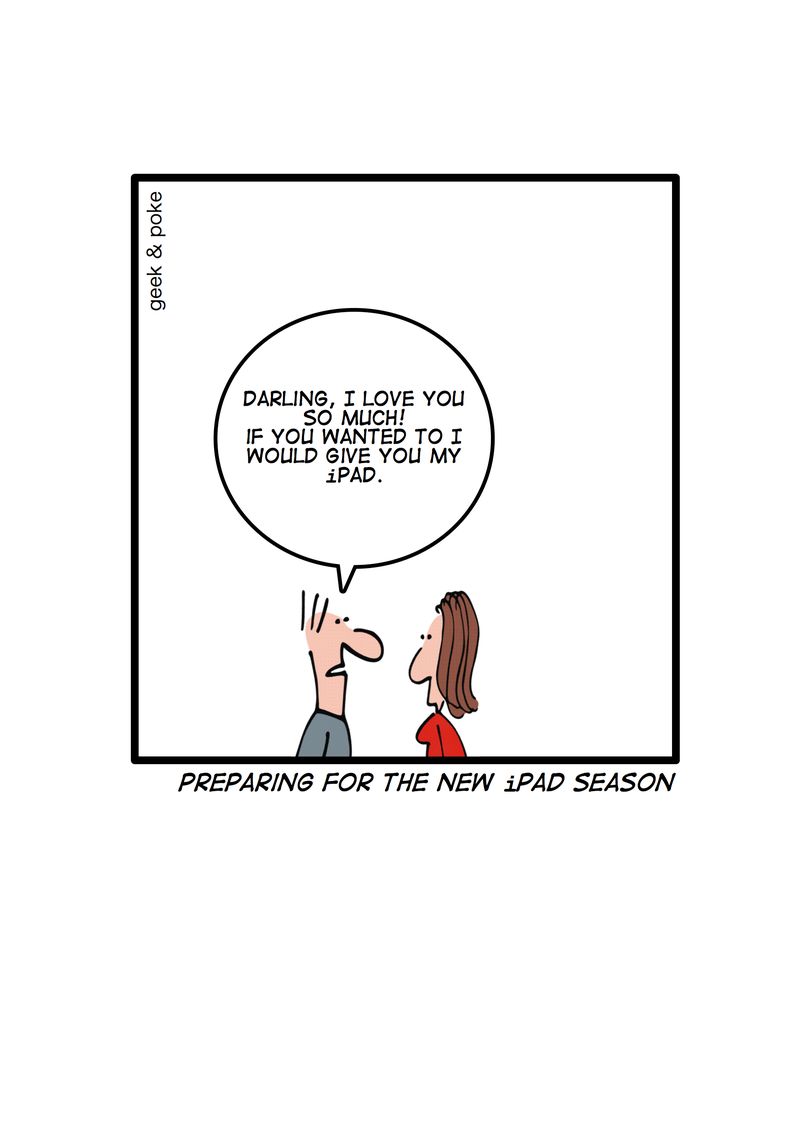 geek & poke
DARLING, I LOVE YOU
SO MUCH!
IF YOU WANTED TO I
WOULD GIVE YOU MY
iPAD.
PREPARING FOR THE NEW iPAD SEASON